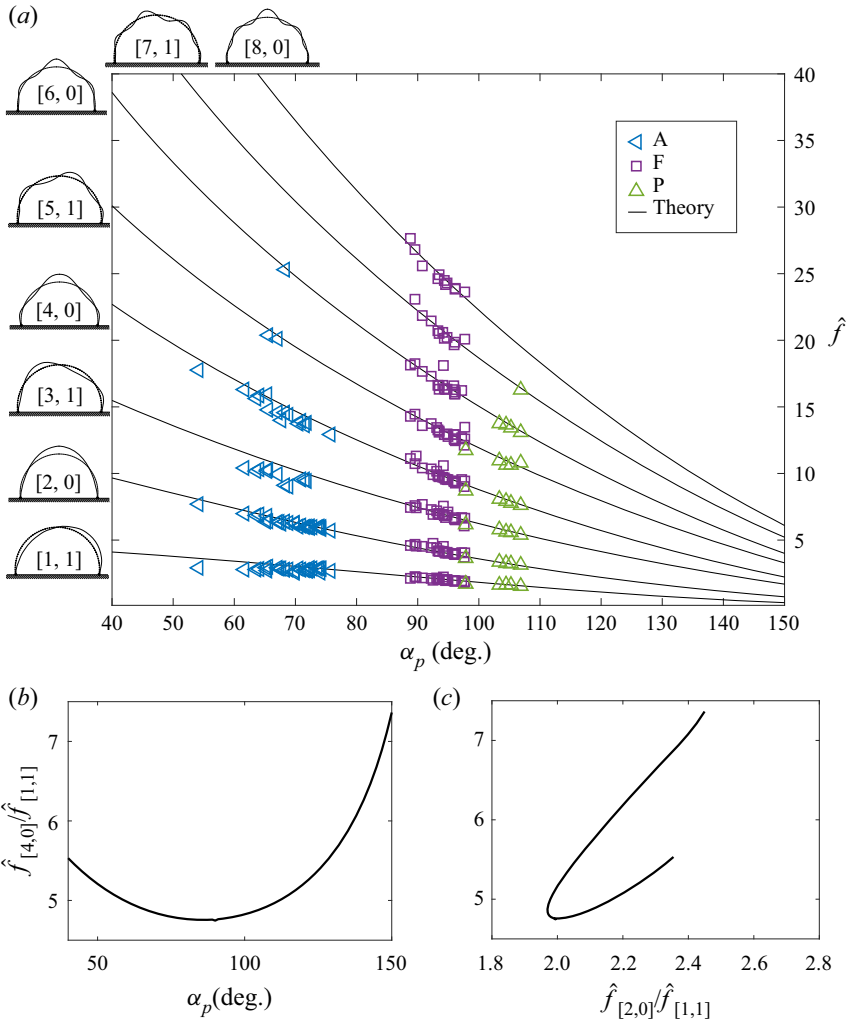 (a)
[7, 1]
[8, 0]
[6, 0]
[5, 1]
[4, 0]
[3, 1]
[2, 0]
[1, 1]
A
F
P
Theory
40
35
30
25
20
15
10
5
f̂
40 50 60 70 80 90 100 110 120 130 140 150
α_p (deg.)
(b)
7
6
5
f̂[4,0]/f̂[1,1]
50 100 150
α_p(deg.)
(c)
7
6
5
1.8 2.0 2.2 2.4 2.6 2.8
f̂[2,0]/f̂[1,1]